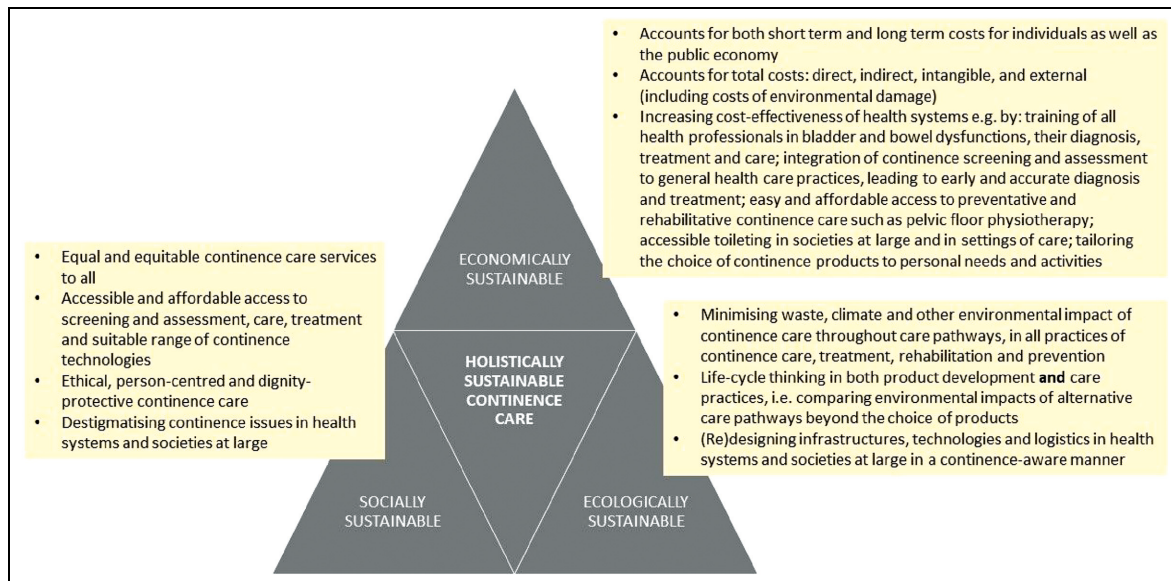 • Accounts for both short term and long term costs for individuals as well as
the public economy
• Accounts for total costs: direct, indirect, intangible, and external
(including costs of environmental damage)
• Increasing cost-effectiveness of health systems e.g. by: training of all
health professionals in bladder and bowel dysfunctions, their diagnosis,
treatment and care; integration of continence screening and assessment
to general health care practices, leading to early and accurate diagnosis
and treatment; easy and affordable access to preventative and
rehabilitative continence care such as pelvic floor physiotherapy;
accessible toileting in societies at large and in settings of care; tailoring
the choice of continence products to personal needs and activities
ECONOMICALLY
SUSTAINABLE
• Equal and equitable continence care services
to all
• Accessible and affordable access to
screening and assessment, care, treatment
and suitable range of continence
technologies
• Ethical, person-centred and dignity-
protective continence care
• Destigmatising continence issues in health
systems and societies at large
HOLISTICALLY
SUSTAINABLE
CONTINENCE
CARE
• Minimising waste, climate and other environmental impact of
continence care throughout care pathways, in all practices of
continence care, treatment, rehabilitation and prevention
• Life-cycle thinking in both product development and care
practices, i.e. comparing environmental impacts of alternative
care pathways beyond the choice of products
• (Re)designing infrastructures, technologies and logistics in health
systems and societies at large in a continence-aware manner
SOCIALLY
SUSTAINABLE
ECOLOGICALLY
SUSTAINABLE